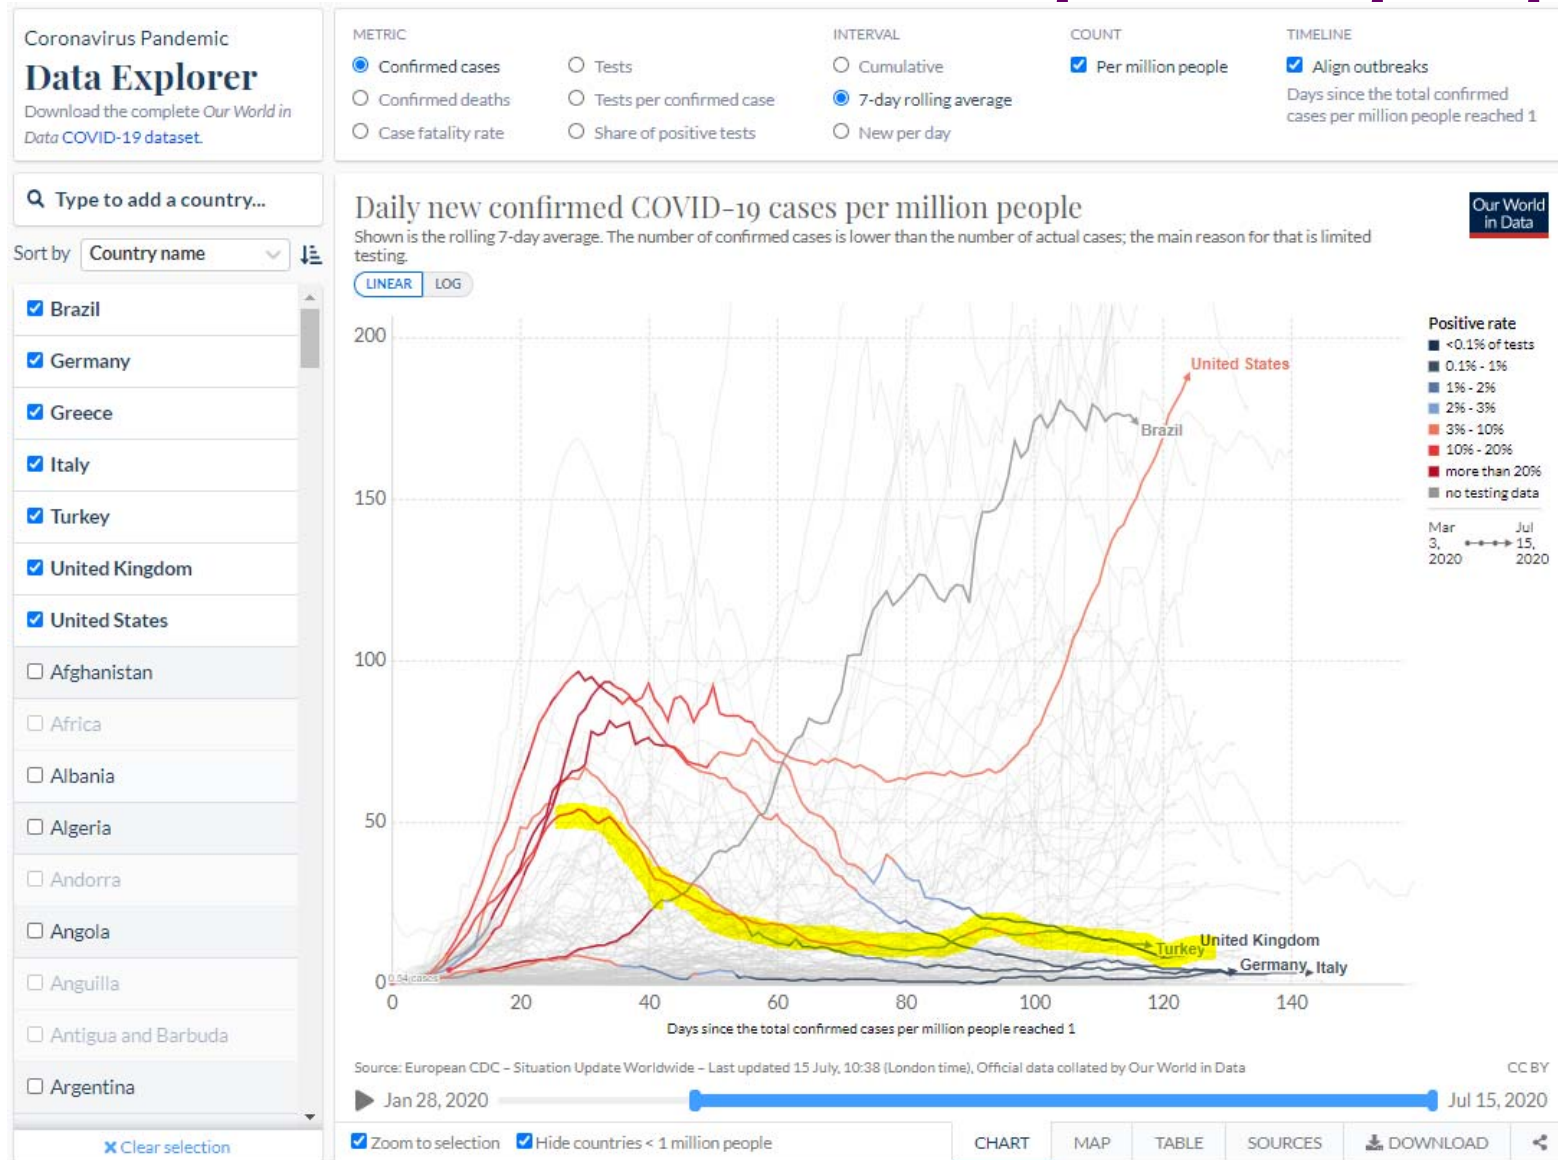 Coronavirus Pandemic
Data Explorer
Download the complete Our World in
Data COVID-19 dataset.
METRIC
Confirmed cases
Confirmed deaths
Case fatality rate
Tests
Tests per confirmed case
Share of positive tests
INTERVAL
Cumulative
7-day rolling average
New per day
COUNT
Per million people
TIMELINE
Align outbreaks
Days since the total confirmed
cases per million people reached 1
Type to add a country...
Sort by Country name
Brazil
Germany
Greece
Italy
Turkey
United Kingdom
United States
Afghanistan
Africa
Albania
Algeria
Andorra
Angola
Anguilla
Antigua and Barbuda
Argentina
Clear selection
Daily new confirmed COVID-19 cases per million people
Shown is the rolling 7-day average. The number of confirmed cases is lower than the number of actual cases; the main reason for that is limited
testing.
LINEAR LOG
Our World
in Data
200
150
100
50
0
0.54 cases
United States
Brazil
Turkey
United Kingdom
Germany
Italy
0 20 40 60 80 100 120 140
Days since the total confirmed cases per million people reached 1
Positive rate
<0.1% of tests
0.1% - 1%
1% - 2%
2% - 3%
3% - 10%
10% - 20%
more than 20%
no testing data
Mar
3,
2020
Jul
15,
2020
Source: European CDC – Situation Update Worldwide – Last updated 15 July, 10:38 (London time), Official data collated by Our World in Data
CC BY
Jan 28, 2020
Jul 15, 2020
Zoom to selection
Hide countries < 1 million people
CHART MAP TABLE SOURCES DOWNLOAD